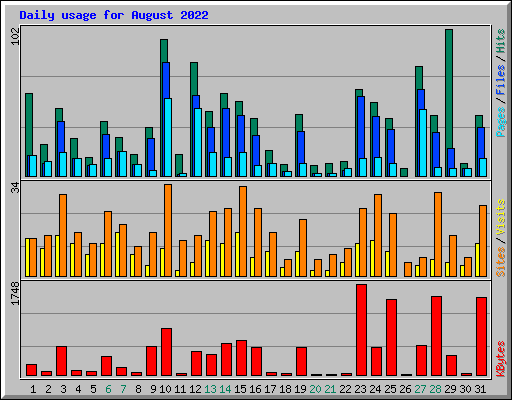 Daily usage for August 2022
102
Pages / Files / Hits
34
Sites / Visits
1748
KBytes
1 2 3 4 5 6 7 8 9 10 11 12 13 14 15 16 17 18 19 20 21 22 23 24 25 26 27 28 29 30 31